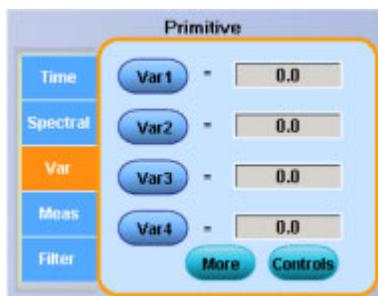 Primitive
Time
Spectral
Var
Meas
Filter
Var1 = 0.0
Var2 = 0.0
Var3 = 0.0
Var4 = 0.0
More Controls